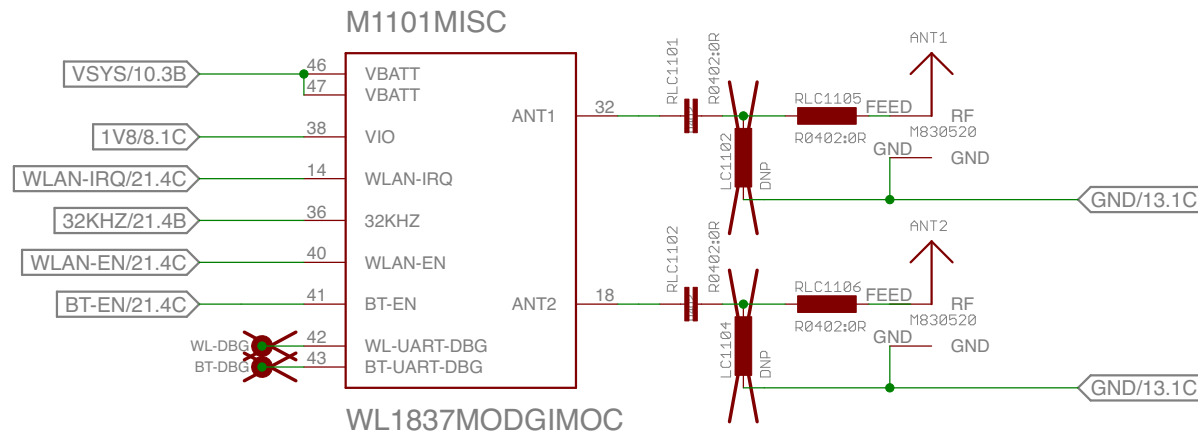 M1101MISC
VSYS/10.3B
46
VBATT
47
VBATT
1V8/8.1C
38
VIO
WLAN-IRQ/21.4C
14
WLAN-IRQ
32KHZ/21.4B
36
32KHZ
WLAN-EN/21.4C
40
WLAN-EN
BT-EN/21.4C
41
BT-EN
WL-DBG
42
WL-UART-DBG
BT-DBG
43
BT-UART-DBG
WL1837MODGIMOC
ANT1
32
RLC1101
R0402:0R
LC1102
DNP
RLC1105
R0402:0R
FEED
ANT1
RF
M830520
GND
GND
GND/13.1C
ANT2
18
RLC1102
R0402:0R
LC1104
DNP
RLC1106
R0402:0R
FEED
ANT2
RF
M830520
GND
GND
GND/13.1C